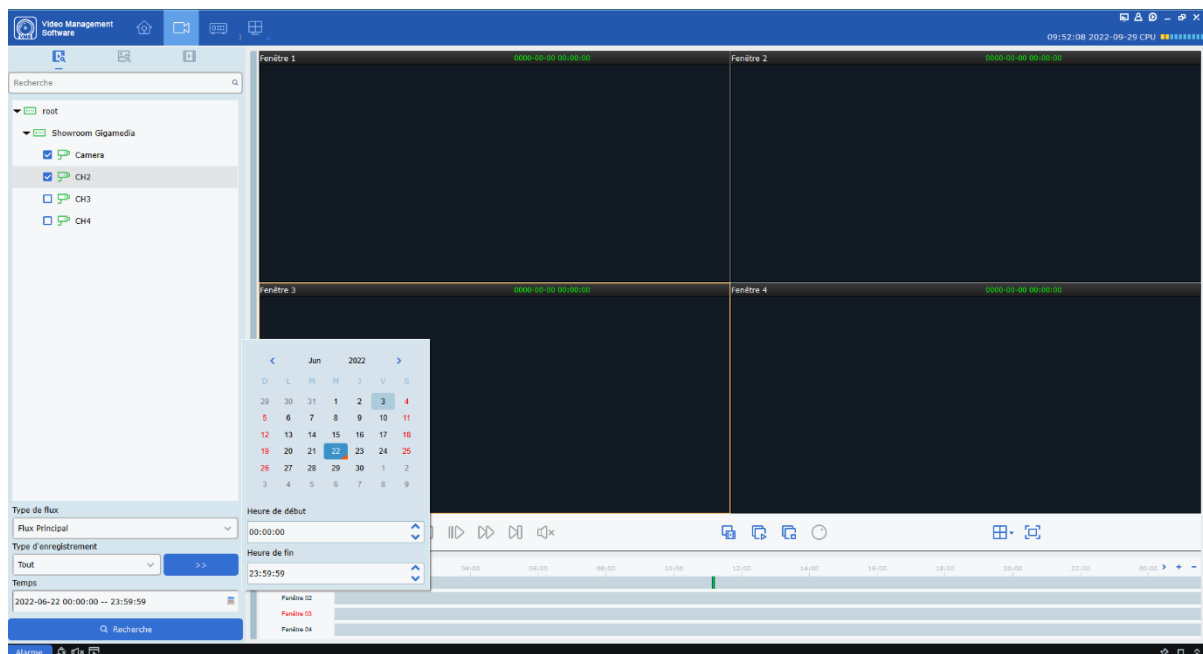 Video Management
Software
1
09:52:08 2022-09-29 CPU
Recherche
root
Showroom Gigamedia
Camera
CH2
CH3
CH4
Fenêtre 1 0000-00-00 00:00:00
Fenêtre 2 0000-00-00 00:00:00
Fenêtre 3 0000-00-00 00:00:00
Fenêtre 4 0000-00-00 00:00:00
Jun 2022
D L M M J V S
29 30 31 1 2 3 4
5 6 7 8 9 10 11
12 13 14 15 16 17 18
19 20 21 22 23 24 25
26 27 28 29 30 1 2
3 4 5 6 7 8 9
Heure de début
00:00:00
Heure de fin
23:59:59
Type de flux
Flux Principal
Type d'enregistrement
Tout >>
Temps
2022-06-22 00:00:00 -- 23:59:59
Recherche
04:00 06:00 08:00 10:00 12:00 14:00 16:00 18:00 20:00 22:00 00:00 > + −
Fenêtre 02
Fenêtre 03
Fenêtre 04
Alarme